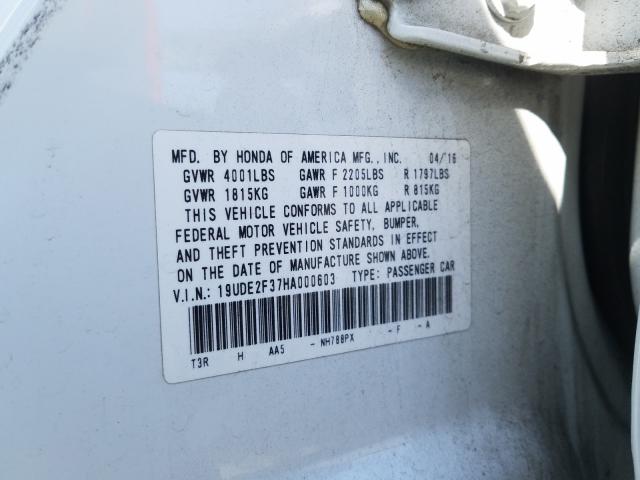 MFD. BY HONDA OF AMERICA MFG., INC. 04/16
GVWR 4001LBS GAWR F 2205LBS R 1797LBS
GVWR 1815KG GAWR F 1000KG R 815KG
THIS VEHICLE CONFORMS TO ALL APPLICABLE
FEDERAL MOTOR VEHICLE SAFETY, BUMPER,
AND THEFT PREVENTION STANDARDS IN EFFECT
ON THE DATE OF MANUFACTURE SHOWN ABOVE.
V.I.N.: 19UDE2F37HA000603 TYPE: PASSENGER CAR
T3R H AA5 - NH788PX - F - A